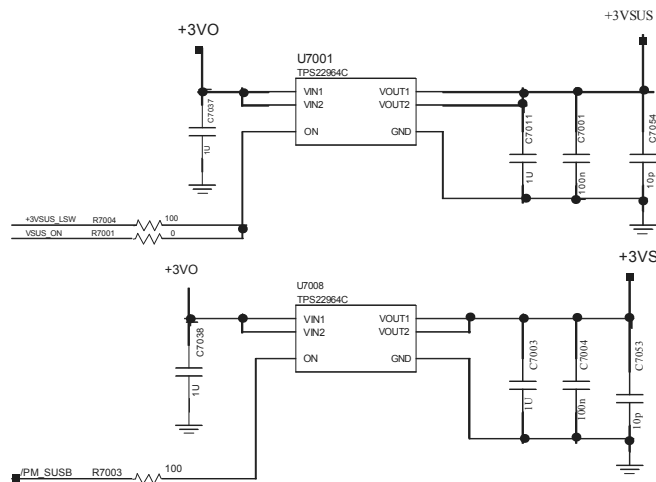 +3VSUS
+3VO
U7001
TPS22964C
VIN1
VIN2
ON
VOUT1
VOUT2
GND
C7037
1U
C7011
1U
C7001
100n
C7054
10p
+3VSUS_LSW R7004 100
VSUS_ON R7001 0
+3VS
+3VO
U7008
TPS22964C
VIN1
VIN2
ON
VOUT1
VOUT2
GND
C7038
1U
C7003
1U
C7004
100n
C7053
10p
/PM_SUSB R7003 100